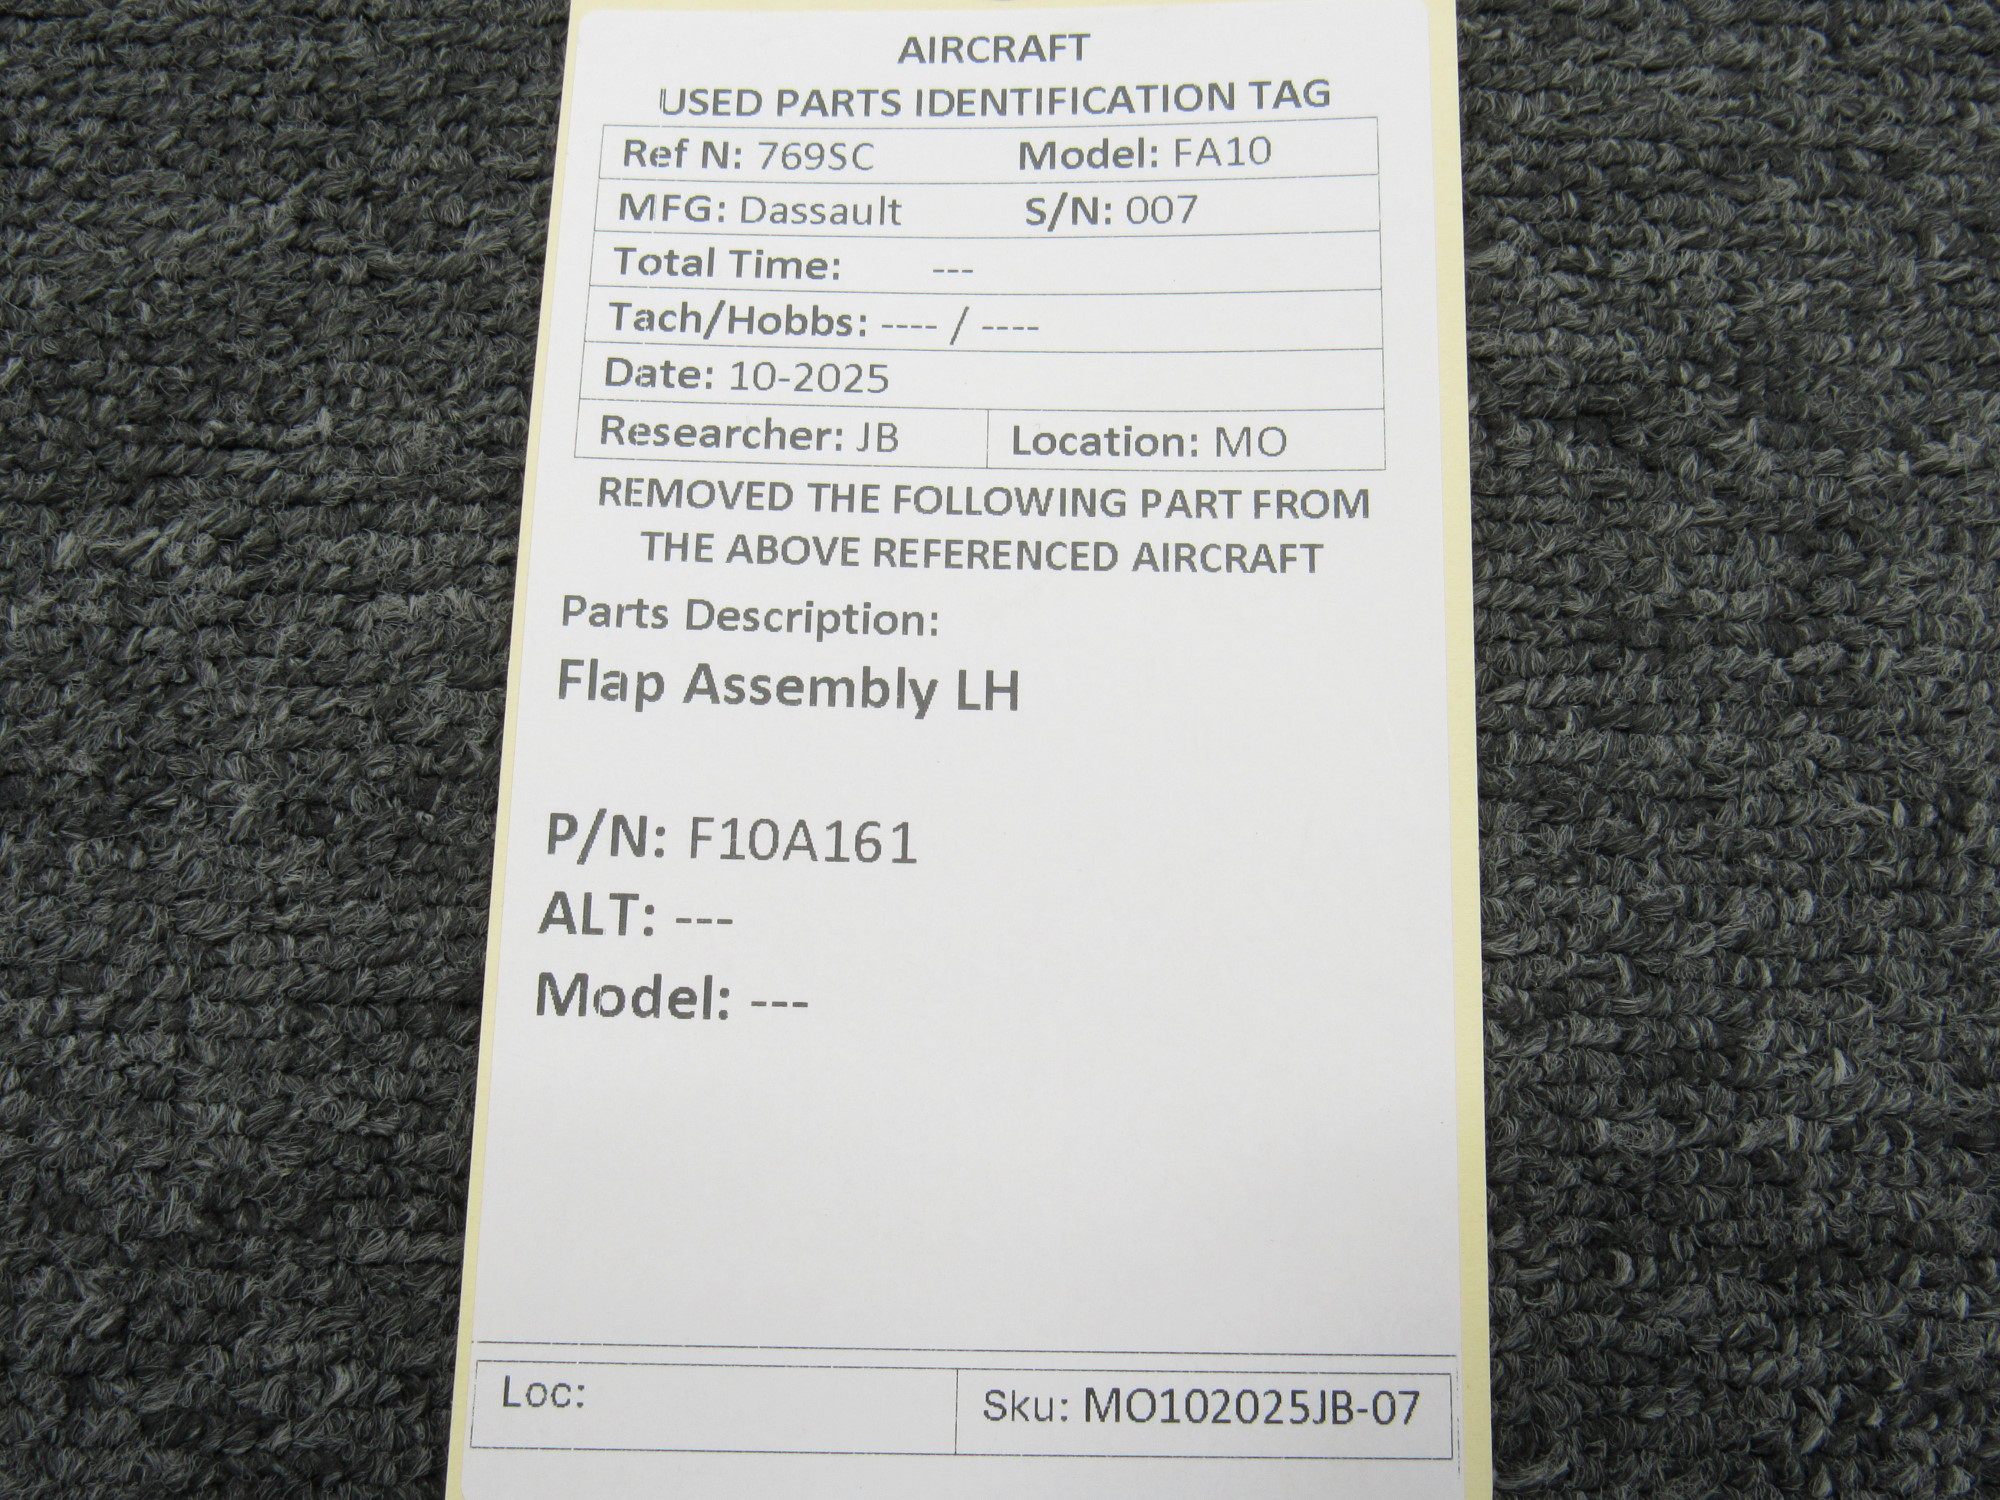 AIRCRAFT
USED PARTS IDENTIFICATION TAG
Ref N: 769SC Model: FA10
MFG: Dassault S/N: 007
Total Time: ---
Tach/Hobbs: ---- / ----
Date: 10-2025
Researcher: JB Location: MO
REMOVED THE FOLLOWING PART FROM
THE ABOVE REFERENCED AIRCRAFT
Parts Description:
Flap Assembly LH
P/N: F10A161
ALT: ---
Model: ---
Loc: Sku: MO102025JB-07